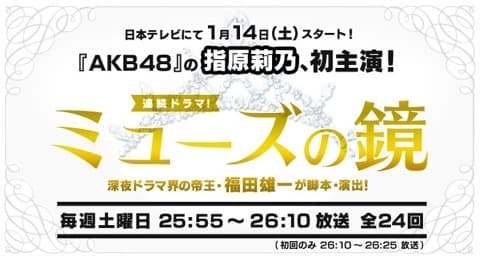 日本テレビにて1月14日(土)スタート!
『AKB48』の指原莉乃、初主演!
連続ドラマ!
ミューズの鏡
深夜ドラマ界の帝王・福田雄一が脚本・演出!
毎週土曜日 25:55～26:10放送 全24回
(初回のみ 26:10～26:25 放送)